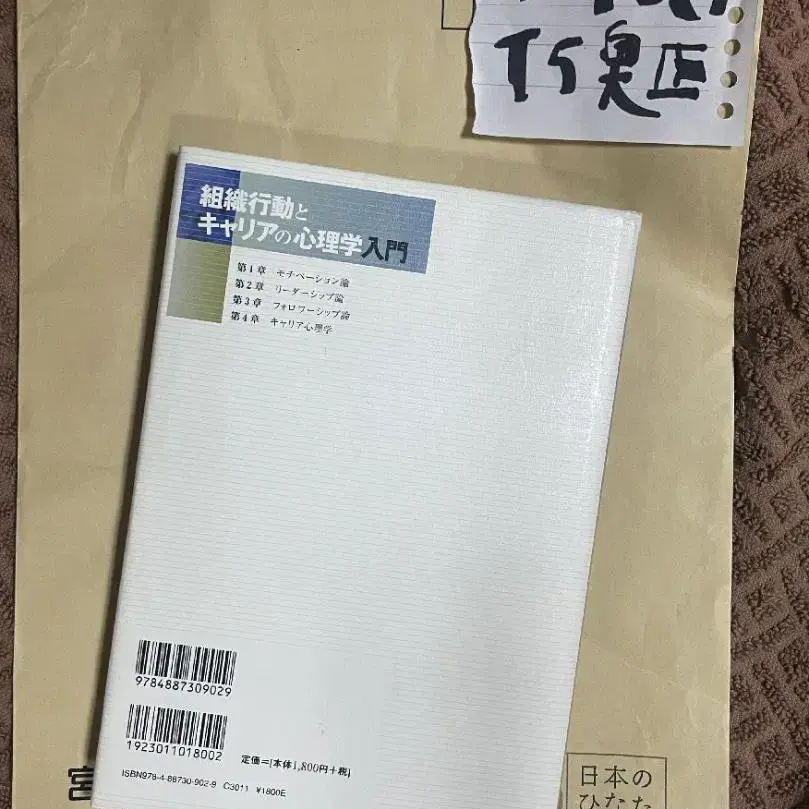 組織行動と
キャリアの心理学入門
第1章 モチベーション論
第2章 リーダーシップ論
第3章 フォロワーシップ論
第4章 キャリア心理学
9784887309029
1923011018002
定価=[本体1,800円+税]
ISBN978-4-88730-902-9 C3011 ¥1800E
宮
日本の
ひなた